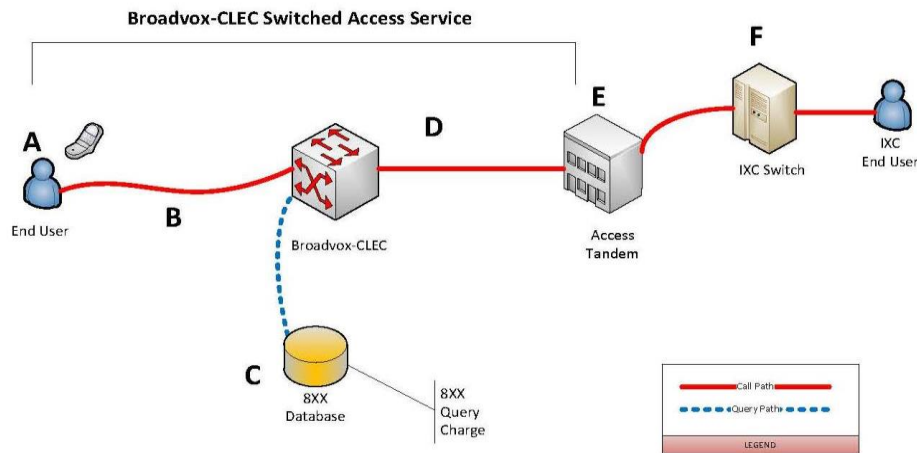 Broadvox-CLEC Switched Access Service
F
E
A
D
IXC Switch
IXC
End User
B
End User
Broadvox-CLEC
Access
Tandem
C
8XX
Database
8XX
Query
Charge
Call Path
Query Path
LEGEND